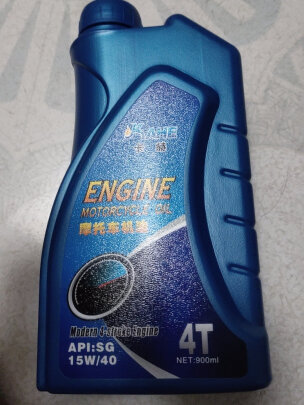 ENGINE
MOTORCYCLE OIL
摩托车机油
Modern 4-stroke Engine
API:SG
15W/40
4T
NET:900ml